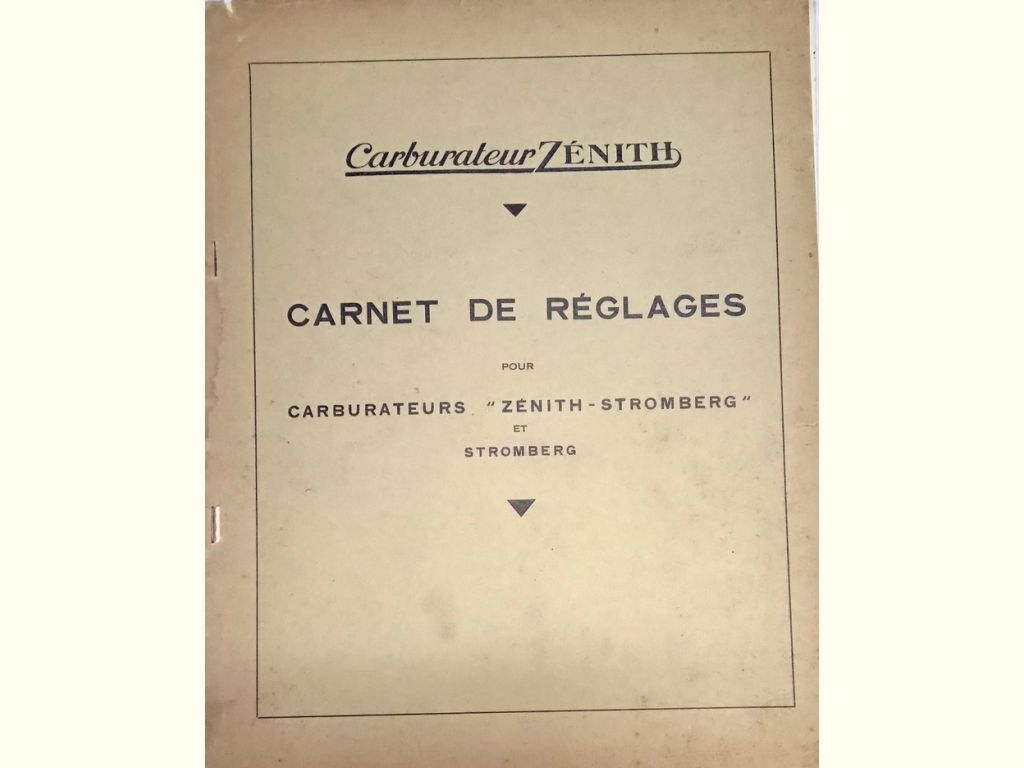 Carburateur ZÉNITH
CARNET DE RÉGLAGES
POUR
CARBURATEURS "ZÉNITH-STROMBERG"
ET
STROMBERG